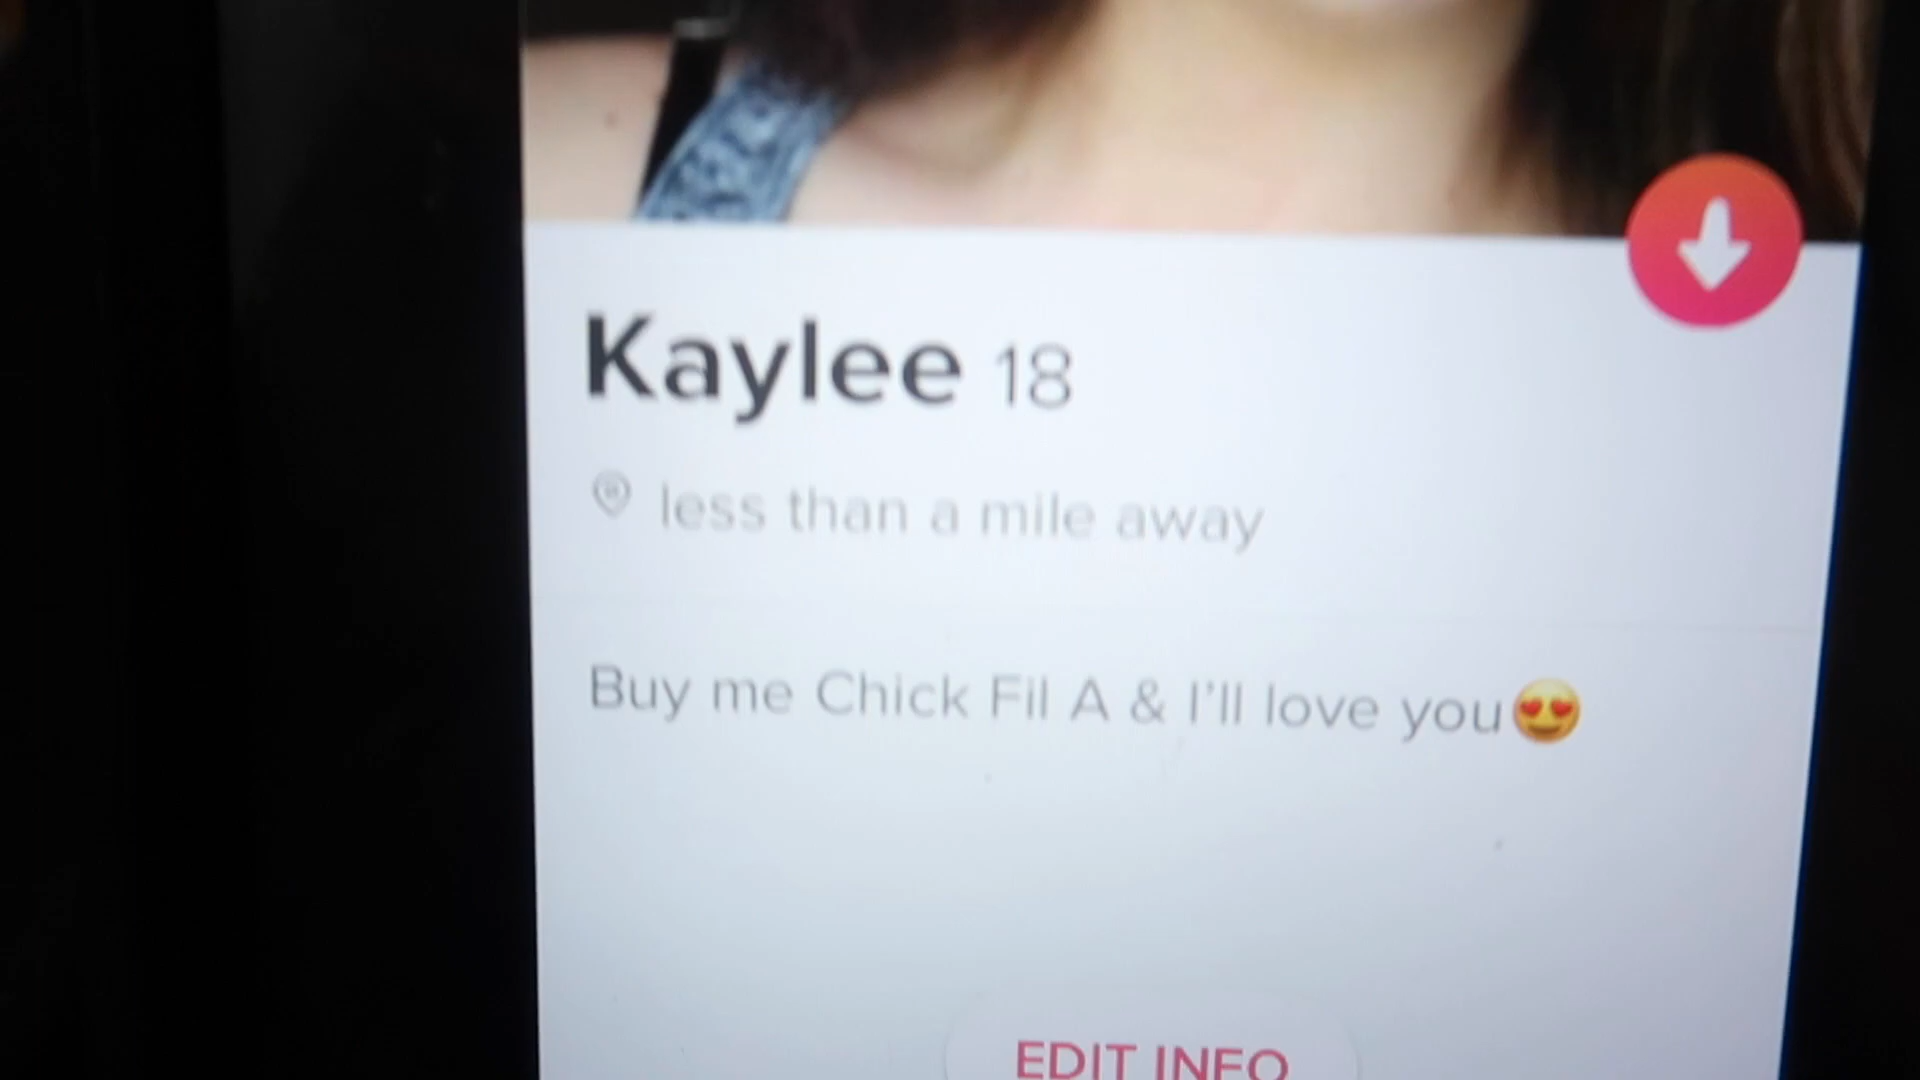 Kaylee 18
less than a mile away
Buy me Chick Fil A & I'll love you😍
EDIT INFO